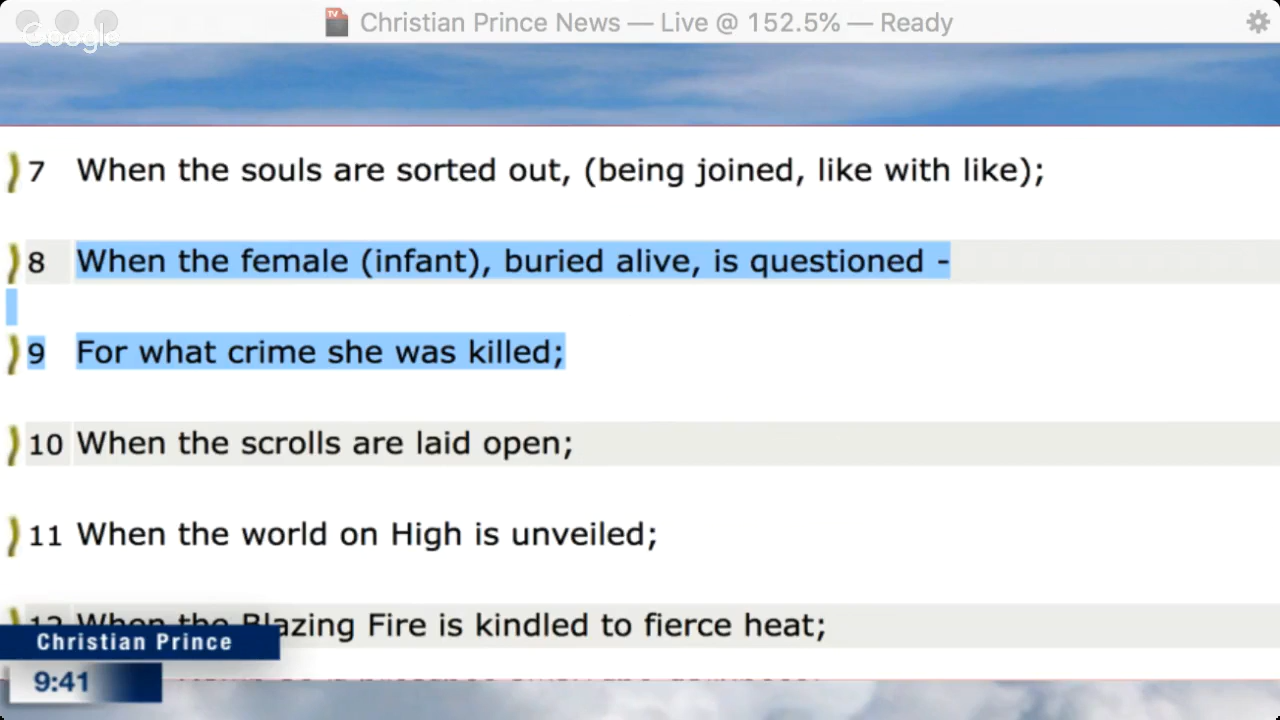 Christian Prince News — Live @ 152.5% — Ready
Google
7 When the souls are sorted out, (being joined, like with like);
8 When the female (infant), buried alive, is questioned -
9 For what crime she was killed;
10 When the scrolls are laid open;
11 When the world on High is unveiled;
12 When the Blazing Fire is kindled to fierce heat;
Christian Prince
9:41